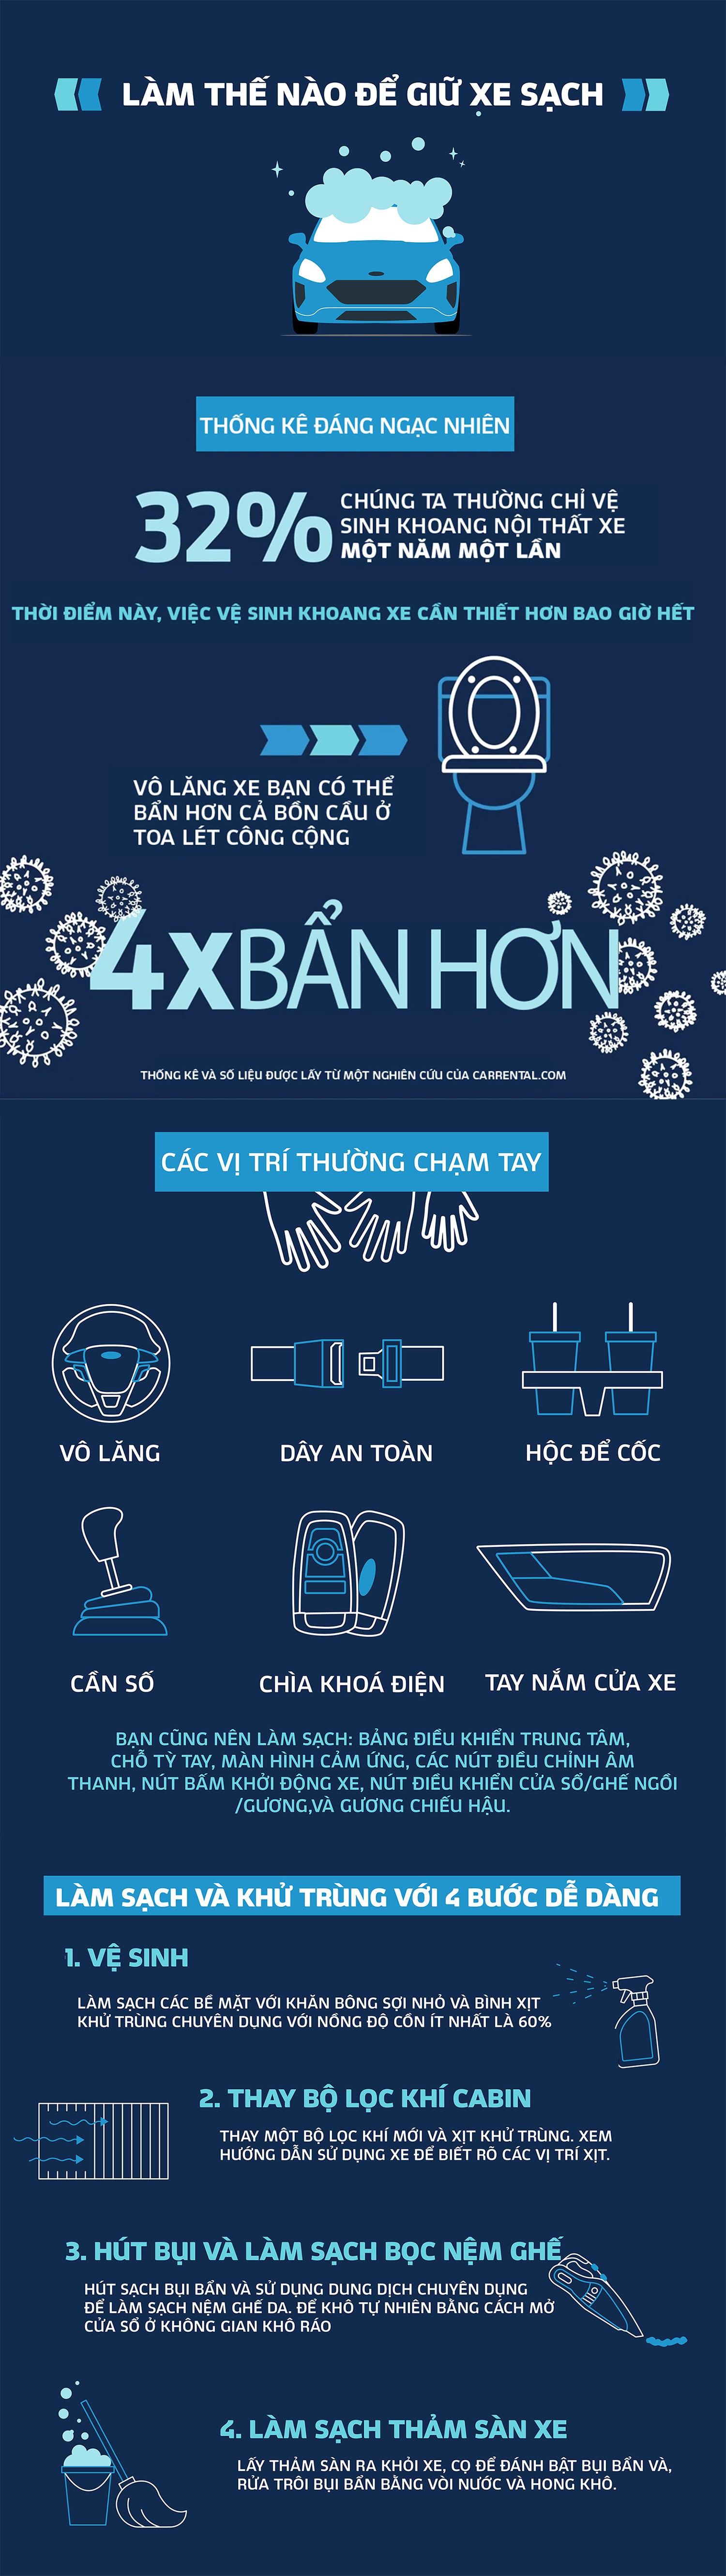 LÀM THẾ NÀO ĐỂ GIỮ XE SẠCH
THỐNG KÊ ĐÁNG NGẠC NHIÊN
32%
CHÚNG TA THƯỜNG CHỈ VỆ
SINH KHOANG NỘI THẤT XE
MỘT NĂM MỘT LẦN
THỜI ĐIỂM NÀY, VIỆC VỆ SINH KHOANG XE CẦN THIẾT HƠN BAO GIỜ HẾT
VÔ LĂNG XE BẠN CÓ THỂ
BẨN HƠN CẢ BỒN CẦU Ở
TOA LÉT CÔNG CỘNG
4XBẨN HƠN
THỐNG KÊ VÀ SỐ LIỆU ĐƯỢC LẤY TỪ MỘT NGHIÊN CỨU CỦA CARRENTAL.COM
CÁC VỊ TRÍ THƯỜNG CHẠM TAY
VÔ LĂNG
DÂY AN TOÀN
HỘC ĐỂ CỐC
CẦN SỐ
CHÌA KHOÁ ĐIỆN
TAY NẮM CỬA XE
BẠN CŨNG NÊN LÀM SẠCH: BẢNG ĐIỀU KHIỂN TRUNG TÂM,
CHỖ TỲ TAY, MÀN HÌNH CẢM ỨNG, CÁC NÚT ĐIỀU CHỈNH ÂM
THANH, NÚT BẤM KHỞI ĐỘNG XE, NÚT ĐIỀU KHIỂN CỬA SỔ/GHẾ NGỒI
/GƯƠNG,VÀ GƯƠNG CHIẾU HẬU.
LÀM SẠCH VÀ KHỬ TRÙNG VỚI 4 BƯỚC DỄ DÀNG
1. VỆ SINH
LÀM SẠCH CÁC BỀ MẶT VỚI KHĂN BÔNG SỢI NHỎ VÀ BÌNH XỊT
KHỬ TRÙNG CHUYÊN DỤNG VỚI NỒNG ĐỘ CỒN ÍT NHẤT LÀ 60%
2. THAY BỘ LỌC KHÍ CABIN
THAY MỘT BỘ LỌC KHÍ MỚI VÀ XỊT KHỬ TRÙNG. XEM
HƯỚNG DẪN SỬ DỤNG XE ĐỂ BIẾT RÕ CÁC VỊ TRÍ XỊT.
3. HÚT BỤI VÀ LÀM SẠCH BỌC NỆM GHẾ
HÚT SẠCH BỤI BẨN VÀ SỬ DỤNG DUNG DỊCH CHUYÊN DỤNG
ĐỂ LÀM SẠCH NỆM GHẾ DA. ĐỂ KHÔ TỰ NHIÊN BẰNG CÁCH MỞ
CỬA SỔ Ở KHÔNG GIAN KHÔ RÁO
4. LÀM SẠCH THẢM SÀN XE
LẤY THẢM SÀN RA KHỎI XE, CỌ ĐỂ ĐÁNH BẬT BỤI BẨN VÀ,
RỬA TRÔI BỤI BẨN BẰNG VÒI NƯỚC VÀ HONG KHÔ.